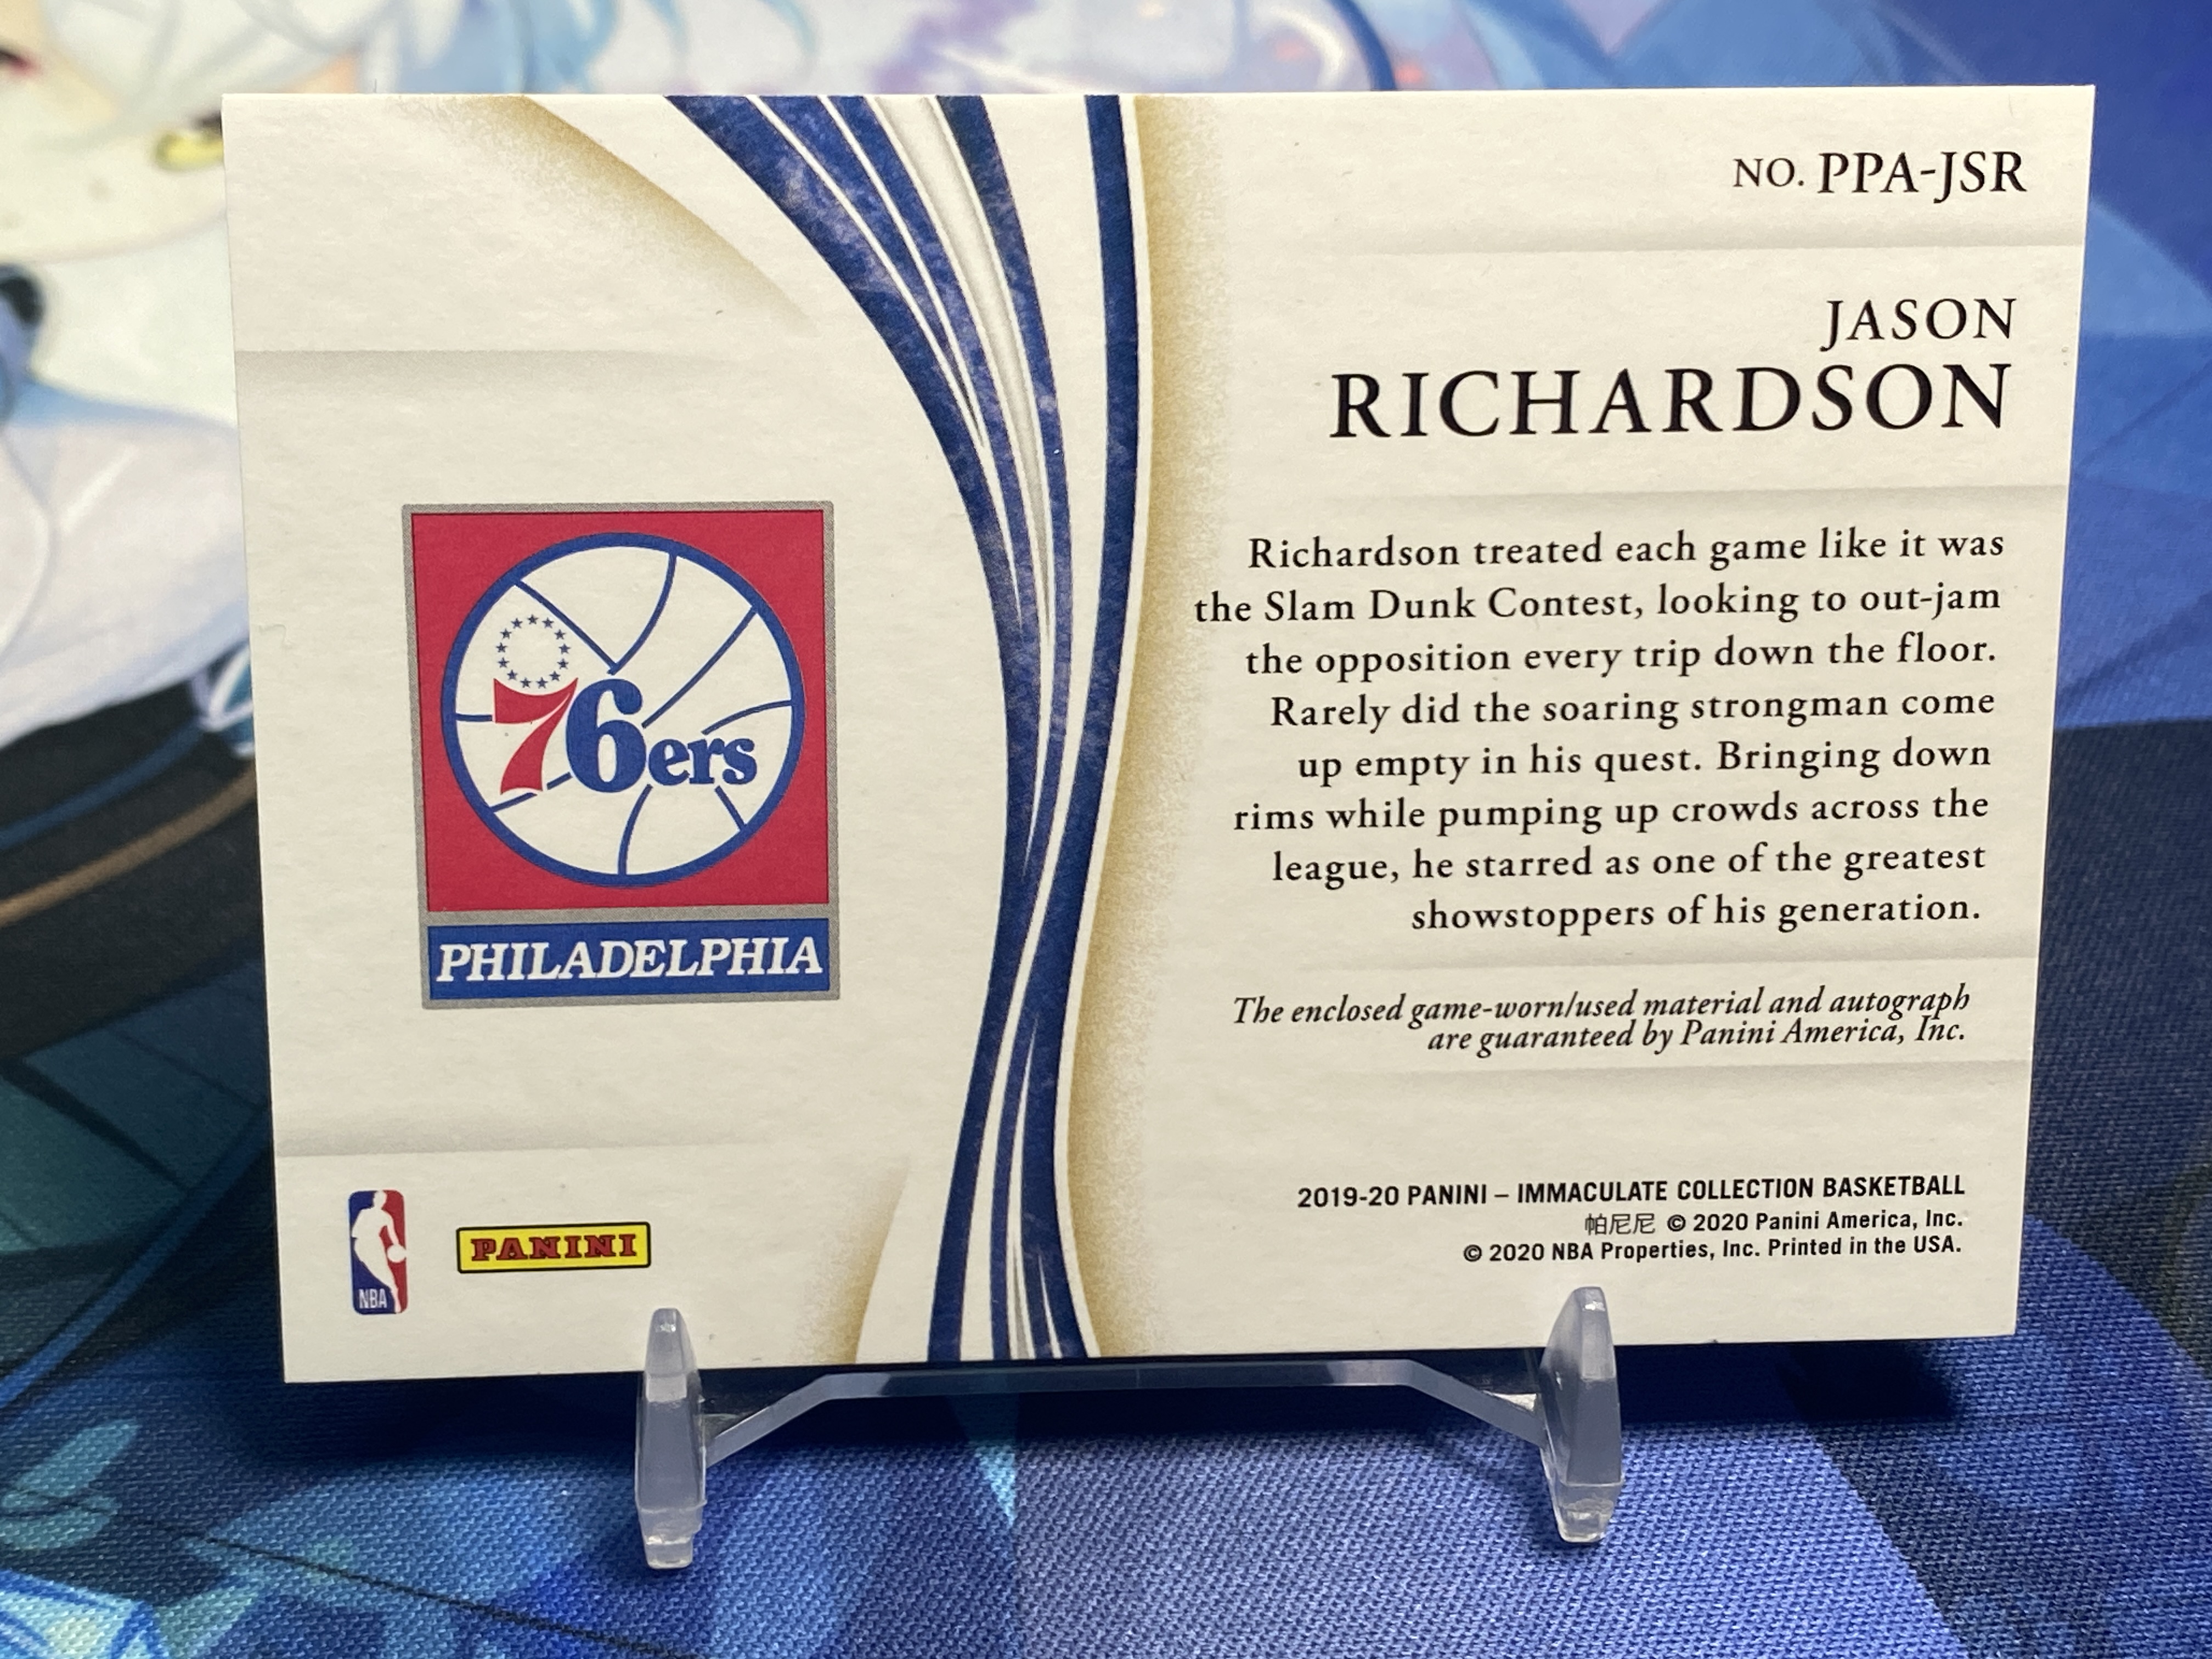 NO. PPA-JSR
JASON
RICHARDSON
Richardson treated each game like it was
the Slam Dunk Contest, looking to out-jam
the opposition every trip down the floor.
Rarely did the soaring strongman come
up empty in his quest. Bringing down
rims while pumping up crowds across the
league, he starred as one of the greatest
showstoppers of his generation.
The enclosed game-worn/used material and autograph
are guaranteed by Panini America, Inc.
2019-20 PANINI – IMMACULATE COLLECTION BASKETBALL
帕尼尼 © 2020 Panini America, Inc.
© 2020 NBA Properties, Inc. Printed in the USA.
76ers
PHILADELPHIA
NBA
PANINI